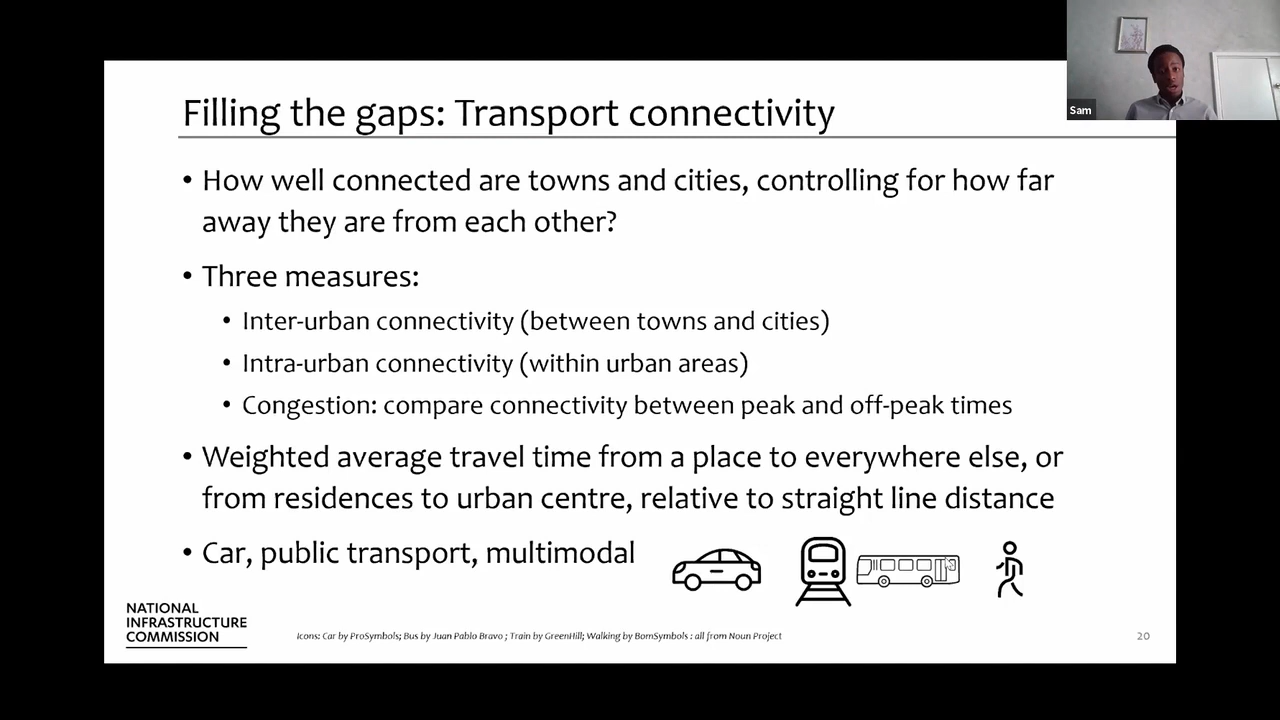 Sam
Filling the gaps: Transport connectivity
• How well connected are towns and cities, controlling for how far
away they are from each other?
• Three measures:
• Inter-urban connectivity (between towns and cities)
• Intra-urban connectivity (within urban areas)
• Congestion: compare connectivity between peak and off-peak times
• Weighted average travel time from a place to everywhere else, or
from residences to urban centre, relative to straight line distance
• Car, public transport, multimodal
NATIONAL
INFRASTRUCTURE
COMMISSION
Icons: Car by ProSymbols; Bus by Juan Pablo Bravo ; Train by GreenHill; Walking by BomSymbols : all from Noun Project
20